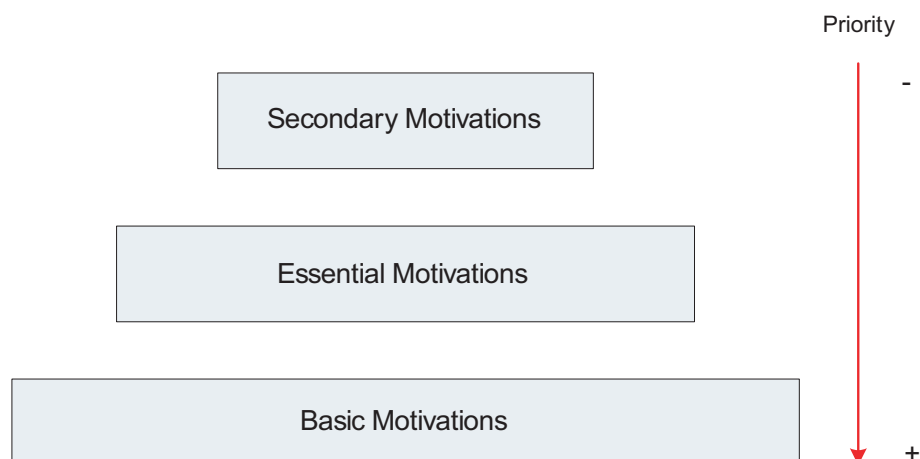 Priority
-
Secondary Motivations
Essential Motivations
Basic Motivations
+